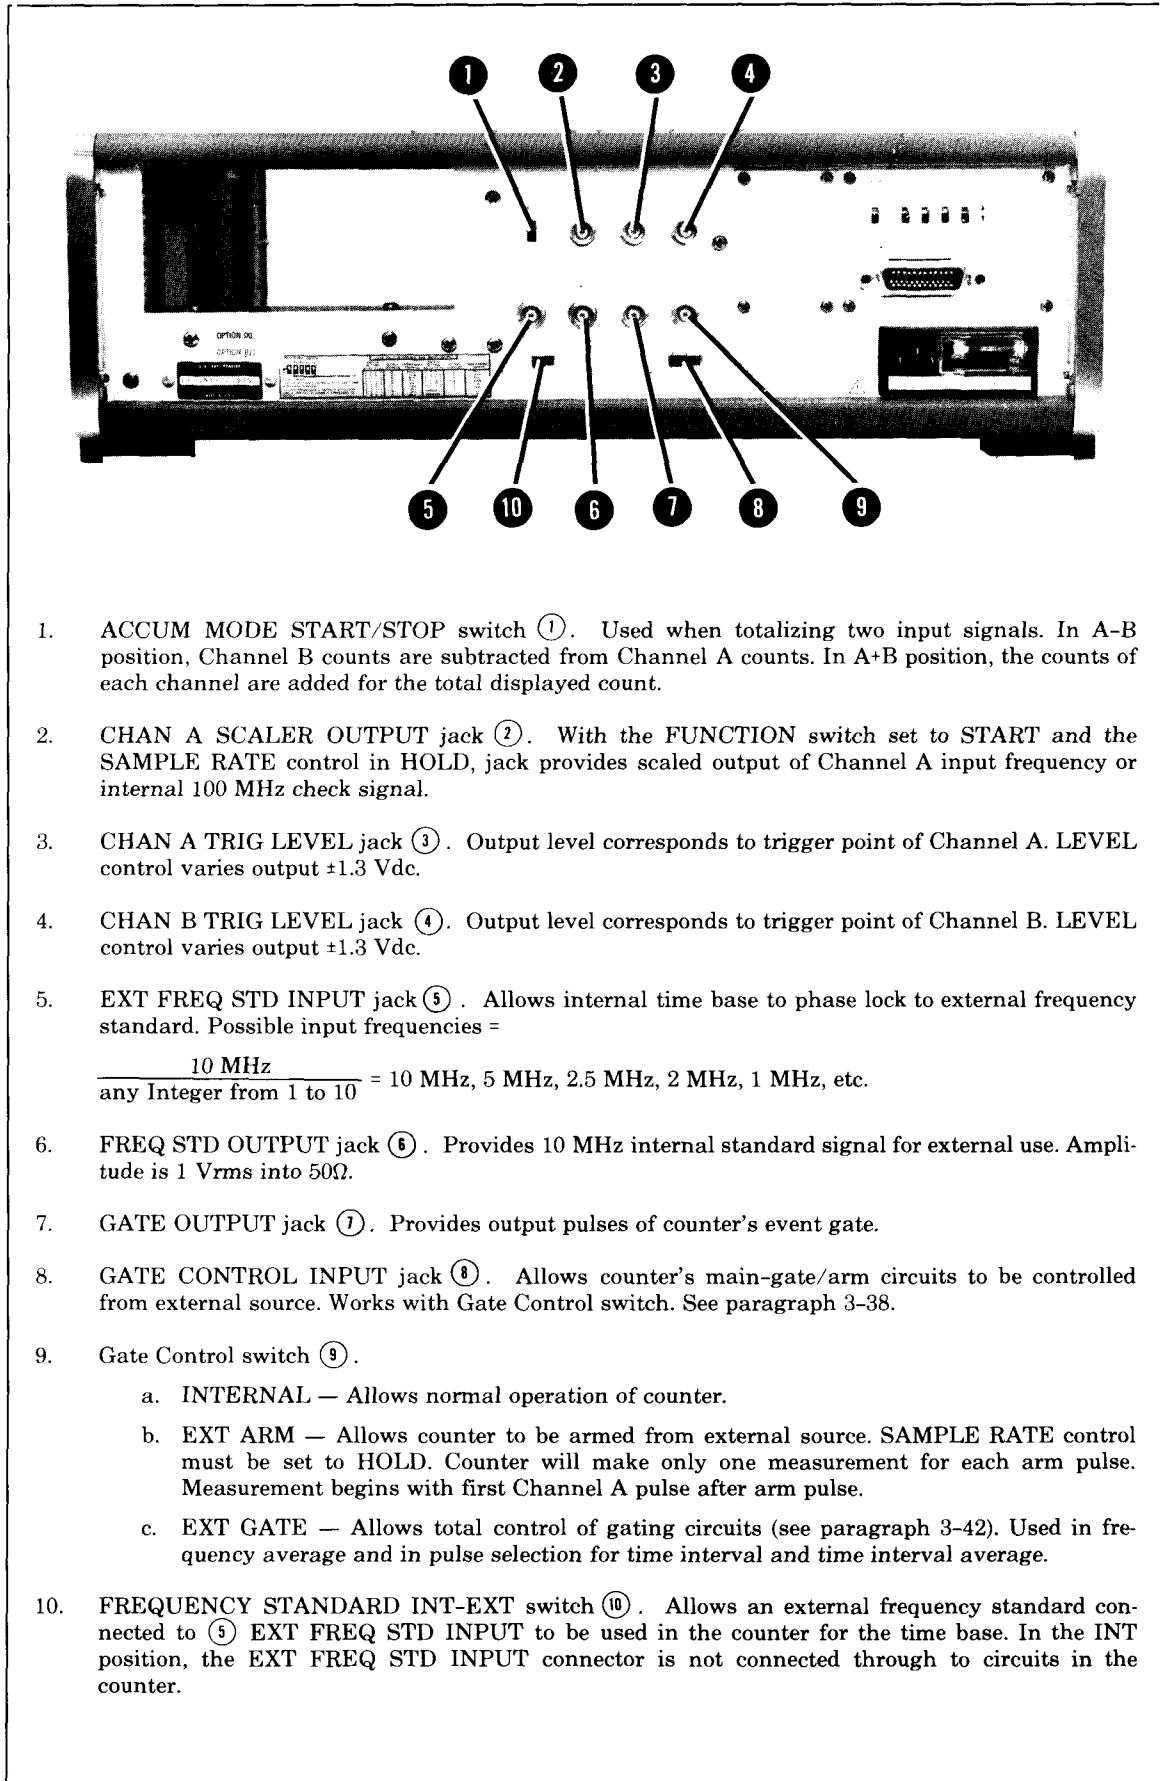 1 2 3 4
OPTION
OPTION
5 10 6 7 8 9
1. ACCUM MODE START/STOP switch ①. Used when totalizing two input signals. In A-B
position, Channel B counts are subtracted from Channel A counts. In A+B position, the counts of
each channel are added for the total displayed count.
2. CHAN A SCALER OUTPUT jack ②. With the FUNCTION switch set to START and the
SAMPLE RATE control in HOLD, jack provides scaled output of Channel A input frequency or
internal 100 MHz check signal.
3. CHAN A TRIG LEVEL jack ③. Output level corresponds to trigger point of Channel A. LEVEL
control varies output ±1.3 Vdc.
4. CHAN B TRIG LEVEL jack ④. Output level corresponds to trigger point of Channel B. LEVEL
control varies output ±1.3 Vdc.
5. EXT FREQ STD INPUT jack ⑤. Allows internal time base to phase lock to external frequency
standard. Possible input frequencies =
10 MHz
any Integer from 1 to 10 = 10 MHz, 5 MHz, 2.5 MHz, 2 MHz, 1 MHz, etc.
6. FREQ STD OUTPUT jack ⑥. Provides 10 MHz internal standard signal for external use. Ampli-
tude is 1 Vrms into 50Ω.
7. GATE OUTPUT jack ⑦. Provides output pulses of counter's event gate.
8. GATE CONTROL INPUT jack ⑧. Allows counter's main-gate/arm circuits to be controlled
from external source. Works with Gate Control switch. See paragraph 3-38.
9. Gate Control switch ⑨.
a. INTERNAL — Allows normal operation of counter.
b. EXT ARM — Allows counter to be armed from external source. SAMPLE RATE control
must be set to HOLD. Counter will make only one measurement for each arm pulse.
Measurement begins with first Channel A pulse after arm pulse.
c. EXT GATE — Allows total control of gating circuits (see paragraph 3-42). Used in fre-
quency average and in pulse selection for time interval and time interval average.
10. FREQUENCY STANDARD INT-EXT switch ⑩. Allows an external frequency standard con-
nected to ⑤ EXT FREQ STD INPUT to be used in the counter for the time base. In the INT
position, the EXT FREQ STD INPUT connector is not connected through to circuits in the
counter.